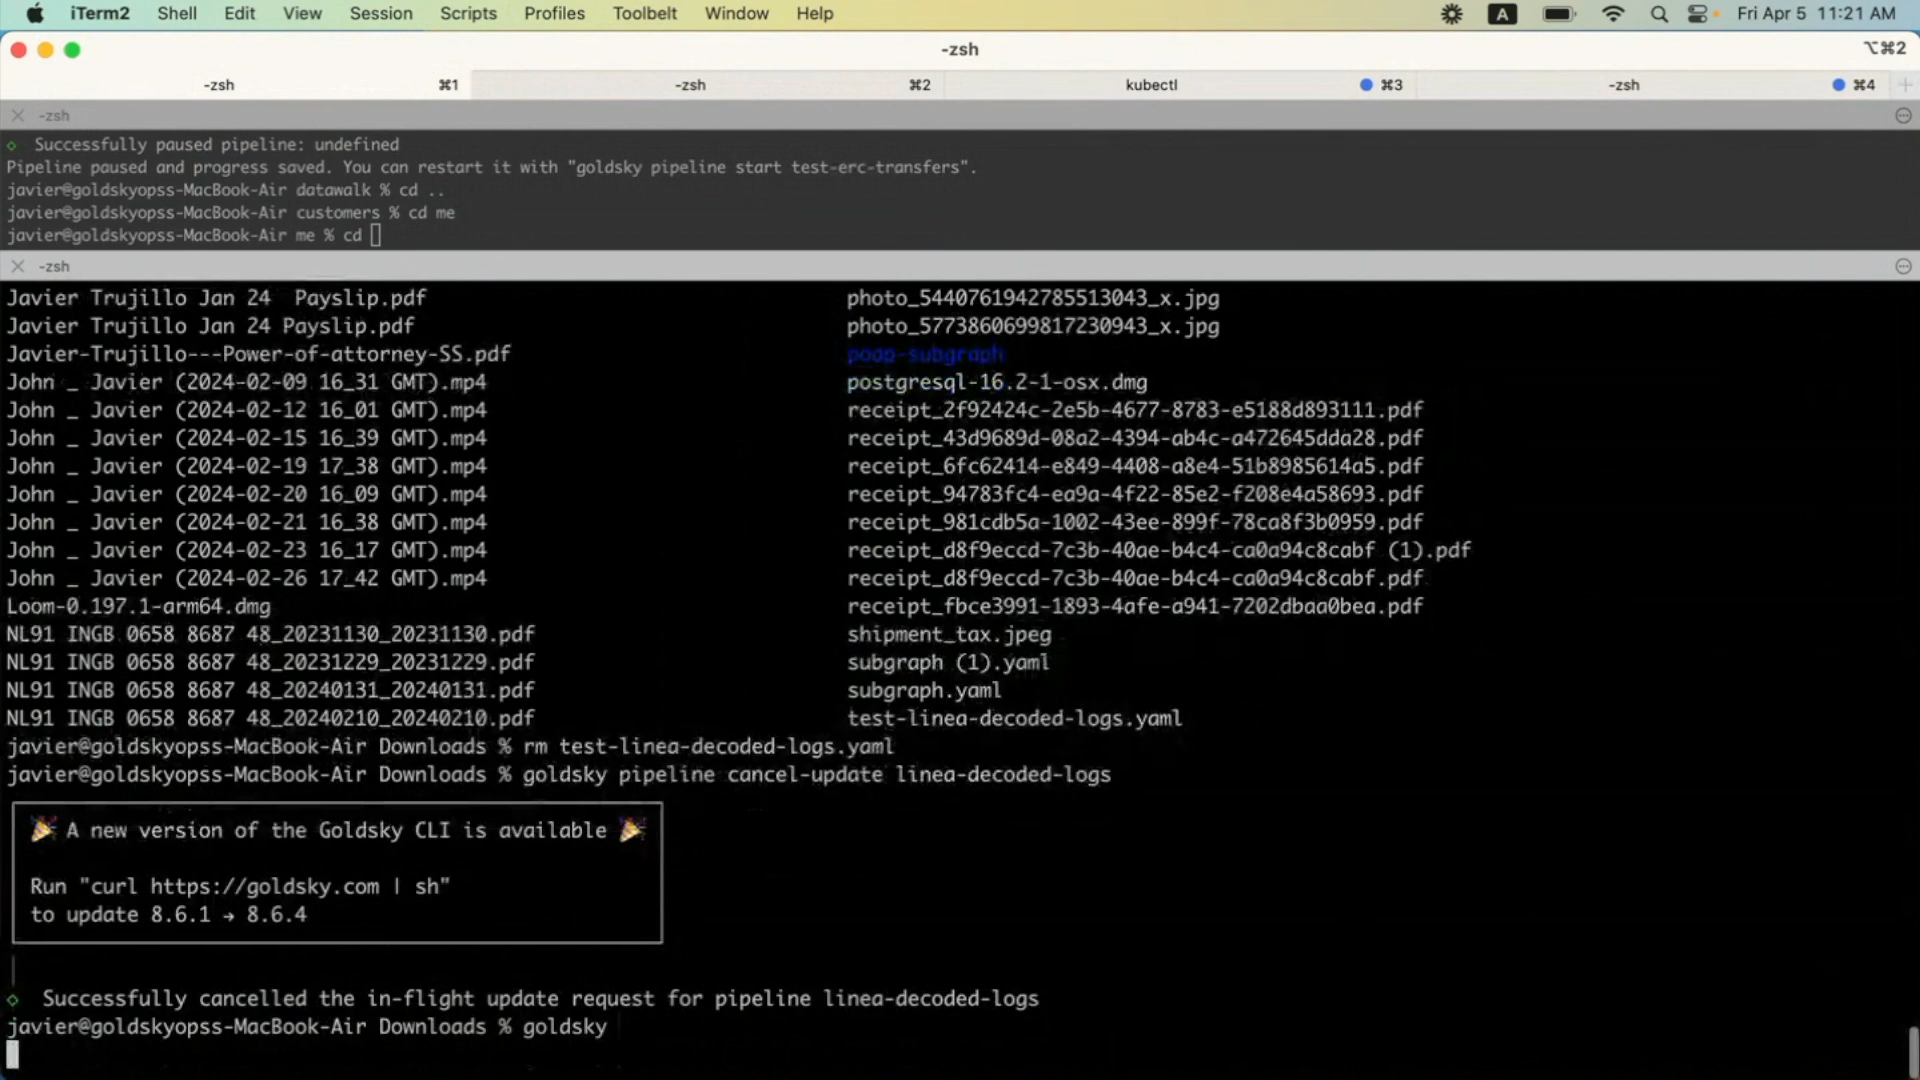 iTerm2 Shell Edit View Session Scripts Profiles Toolbelt Window Help A Fri Apr 5 11:21 AM
-zsh ⌥⌘2
-zsh ⌘1 -zsh ⌘2 kubectl ⌘3 -zsh ⌘4
-zsh
Successfully paused pipeline: undefined
Pipeline paused and progress saved. You can restart it with "goldsky pipeline start test-erc-transfers".
javier@goldskyopss-MacBook-Air datawalk % cd ..
javier@goldskyopss-MacBook-Air customers % cd me
javier@goldskyopss-MacBook-Air me % cd
-zsh
Javier Trujillo Jan 24  Payslip.pdf photo_5440761942785513043_x.jpg
Javier Trujillo Jan 24 Payslip.pdf photo_5773860699817230943_x.jpg
Javier-Trujillo---Power-of-attorney-SS.pdf poap-subgraph
John _ Javier (2024-02-09 16_31 GMT).mp4 postgresql-16.2-1-osx.dmg
John _ Javier (2024-02-12 16_01 GMT).mp4 receipt_2f92424c-2e5b-4677-8783-e5188d893111.pdf
John _ Javier (2024-02-15 16_39 GMT).mp4 receipt_43d9689d-08a2-4394-ab4c-a472645dda28.pdf
John _ Javier (2024-02-19 17_38 GMT).mp4 receipt_6fc62414-e849-4408-a8e4-51b8985614a5.pdf
John _ Javier (2024-02-20 16_09 GMT).mp4 receipt_94783fc4-ea9a-4f22-85e2-f208e4a58693.pdf
John _ Javier (2024-02-21 16_38 GMT).mp4 receipt_981cdb5a-1002-43ee-899f-78ca8f3b0959.pdf
John _ Javier (2024-02-23 16_17 GMT).mp4 receipt_d8f9eccd-7c3b-40ae-b4c4-ca0a94c8cabf (1).pdf
John _ Javier (2024-02-26 17_42 GMT).mp4 receipt_d8f9eccd-7c3b-40ae-b4c4-ca0a94c8cabf.pdf
Loom-0.197.1-arm64.dmg receipt_fbce3991-1893-4afe-a941-7202dbaa0bea.pdf
NL91 INGB 0658 8687 48_20231130_20231130.pdf shipment_tax.jpeg
NL91 INGB 0658 8687 48_20231229_20231229.pdf subgraph (1).yaml
NL91 INGB 0658 8687 48_20240131_20240131.pdf subgraph.yaml
NL91 INGB 0658 8687 48_20240210_20240210.pdf test-linea-decoded-logs.yaml
javier@goldskyopss-MacBook-Air Downloads % rm test-linea-decoded-logs.yaml
javier@goldskyopss-MacBook-Air Downloads % goldsky pipeline cancel-update linea-decoded-logs
🎉 A new version of the Goldsky CLI is available 🎉
Run "curl https://goldsky.com | sh"
to update 8.6.1 → 8.6.4
Successfully cancelled the in-flight update request for pipeline linea-decoded-logs
javier@goldskyopss-MacBook-Air Downloads % goldsky